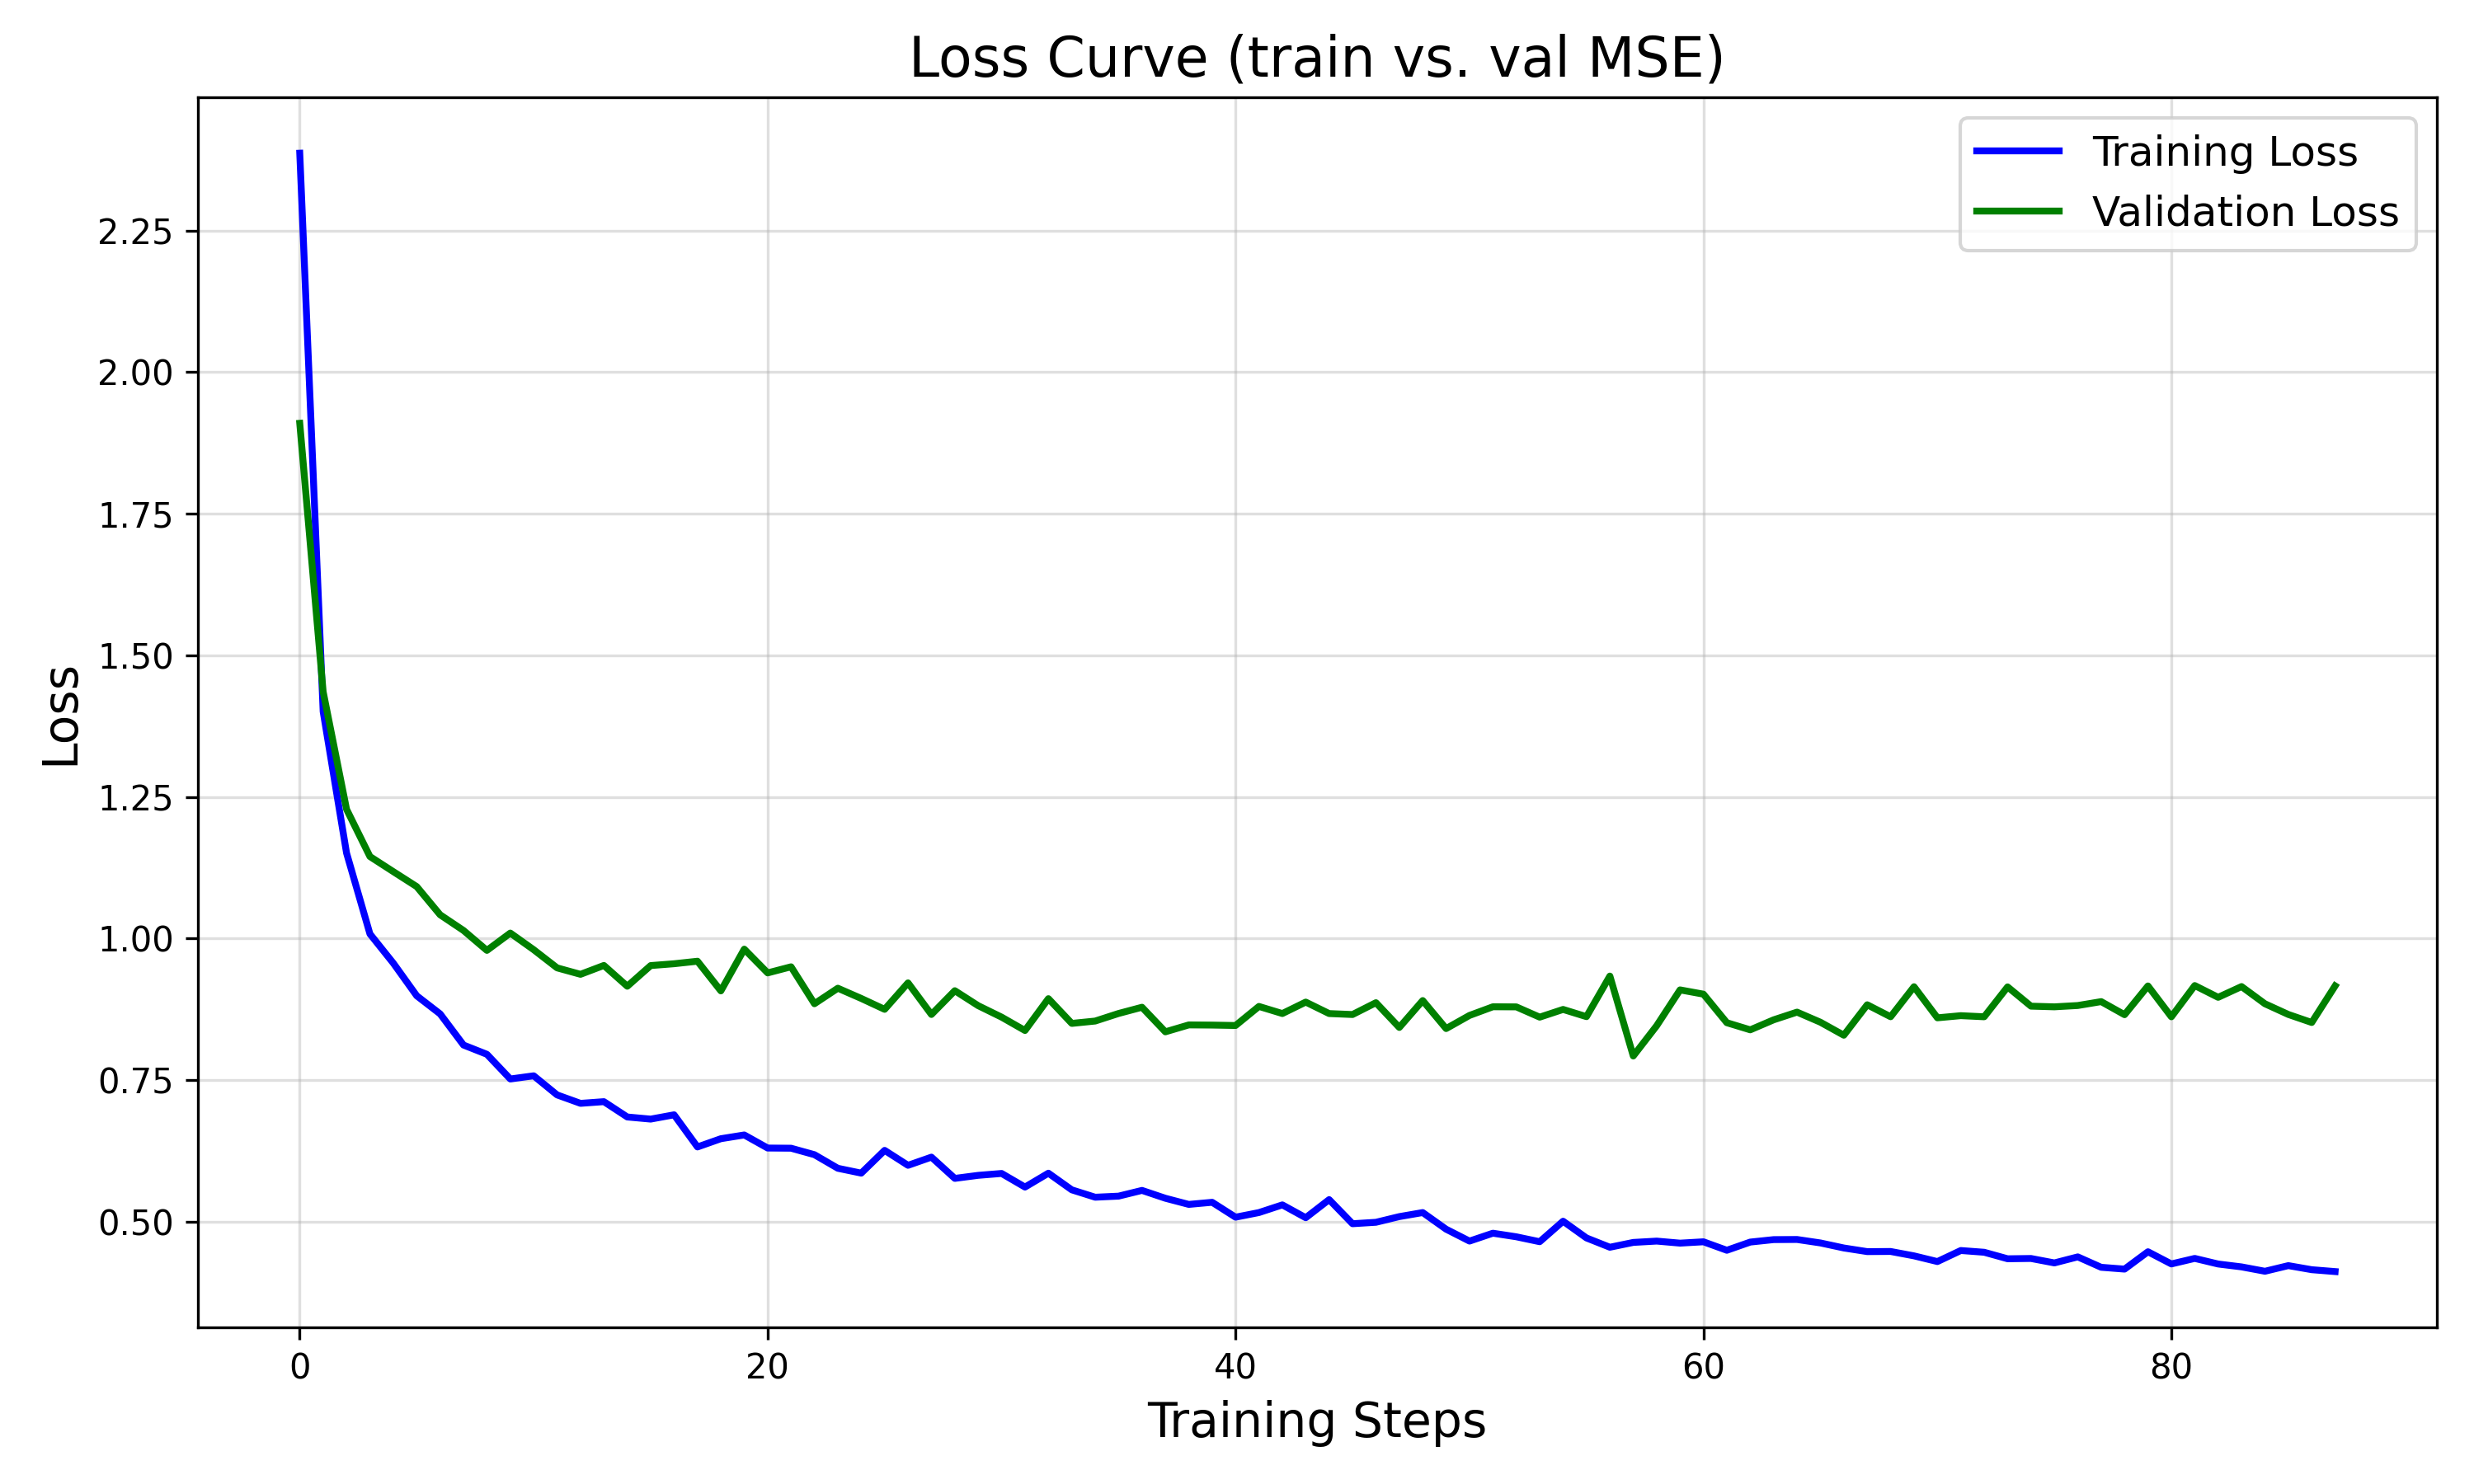 Loss Curve (train vs. val MSE)
Training Loss
Validation Loss
2.25
2.00
1.75
1.50
1.25
1.00
0.75
0.50
Loss
0 20 40 60 80
Training Steps